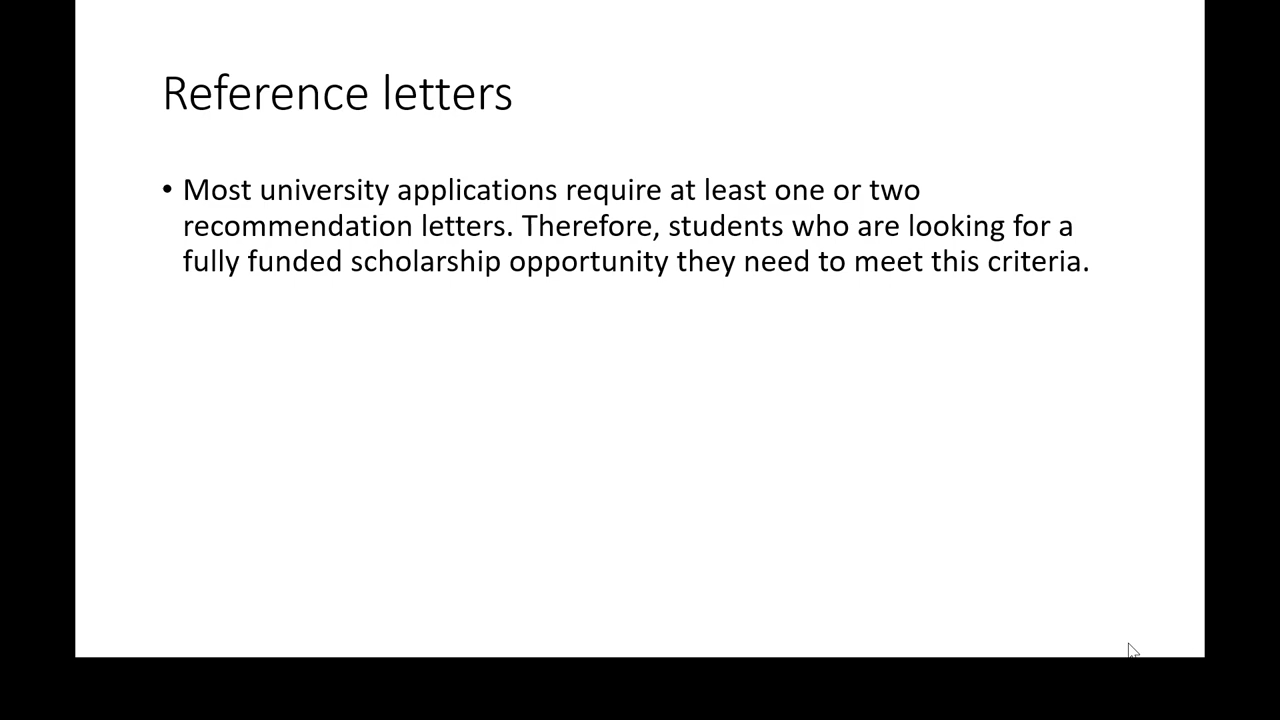 Reference letters
• Most university applications require at least one or two
recommendation letters. Therefore, students who are looking for a
fully funded scholarship opportunity they need to meet this criteria.